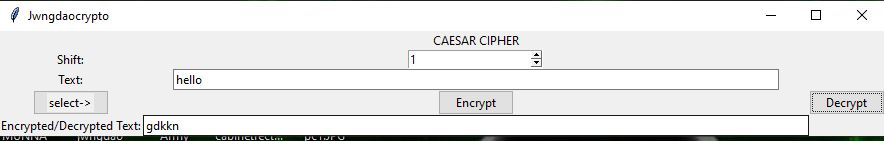 Jwngdaocrypto
CAESAR CIPHER
Shift: 1
Text: hello
select-> Encrypt Decrypt
Encrypted/Decrypted Text: gdkkn